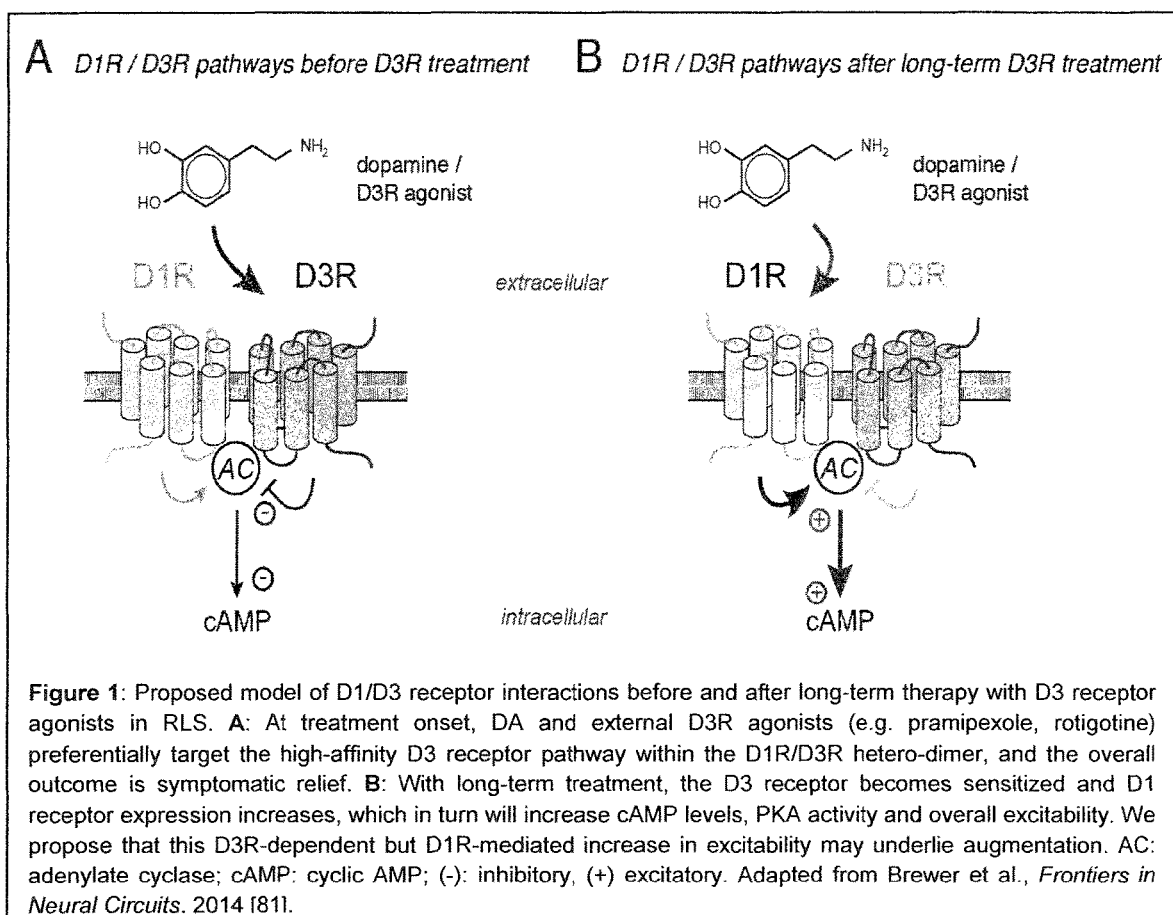 A D1R / D3R pathways before D3R treatment
B D1R / D3R pathways after long-term D3R treatment
HO
HO
NH2
dopamine /
D3R agonist
HO
HO
NH2
dopamine /
D3R agonist
D1R
D3R
extracellular
D1R
D3R
AC
AC
-
+
-
+
cAMP
intracellular
cAMP
Figure 1: Proposed model of D1/D3 receptor interactions before and after long-term therapy with D3 receptor
agonists in RLS. A: At treatment onset, DA and external D3R agonists (e.g. pramipexole, rotigotine)
preferentially target the high-affinity D3 receptor pathway within the D1R/D3R hetero-dimer, and the overall
outcome is symptomatic relief. B: With long-term treatment, the D3 receptor becomes sensitized and D1
receptor expression increases, which in turn will increase cAMP levels, PKA activity and overall excitability. We
propose that this D3R-dependent but D1R-mediated increase in excitability may underlie augmentation. AC:
adenylate cyclase; cAMP: cyclic AMP; (-): inhibitory, (+) excitatory. Adapted from Brewer et al., Frontiers in
Neural Circuits, 2014 [81].